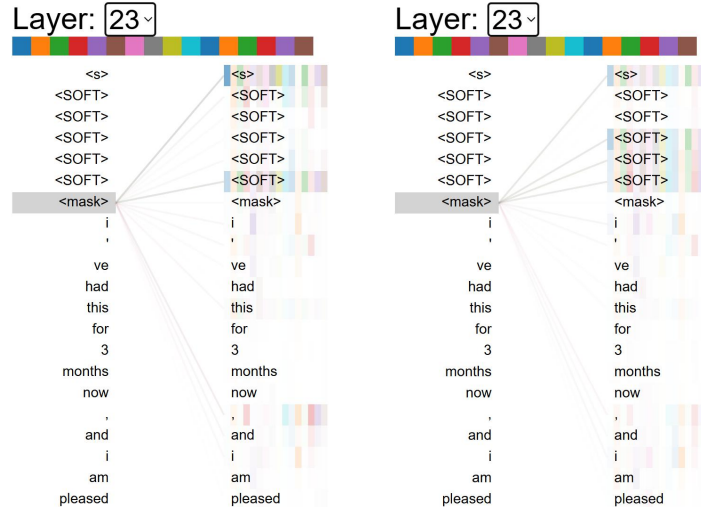 Layer: 23 Layer: 23
<s> <s> <s> <s>
<SOFT> <SOFT> <SOFT> <SOFT>
<SOFT> <SOFT> <SOFT> <SOFT>
<SOFT> <SOFT> <SOFT> <SOFT>
<SOFT> <SOFT> <SOFT> <SOFT>
<SOFT> <SOFT> <SOFT> <SOFT>
<mask> <mask> <mask> <mask>
i i i i
' ' ' '
ve ve ve ve
had had had had
this this this this
for for for for
3 3 3 3
months months months months
now now now now
, , , ,
and and and and
i i i i
am am am am
pleased pleased pleased pleased